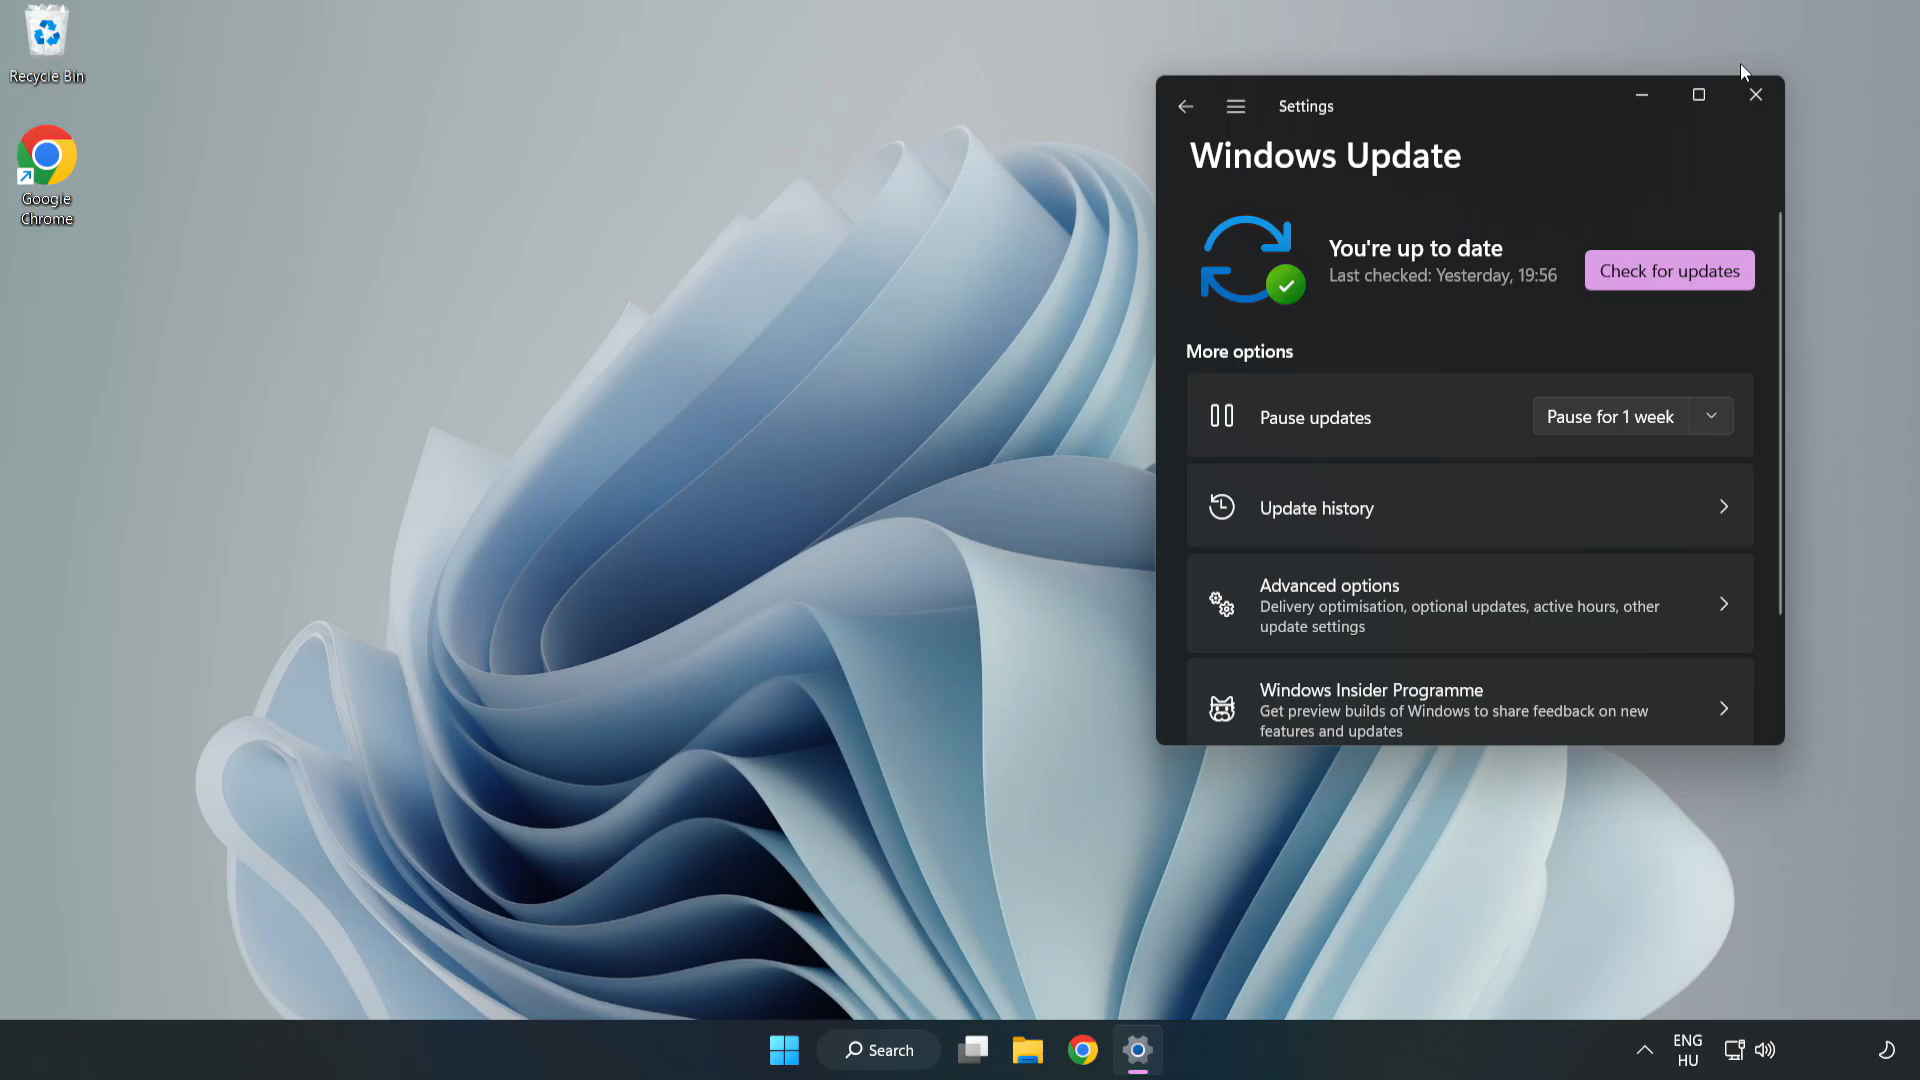 Recycle Bin
Google
Chrome
Settings
Windows Update
You're up to date
Last checked: Yesterday, 19:56
Check for updates
More options
Pause updates
Pause for 1 week
Update history
Advanced options
Delivery optimisation, optional updates, active hours, other
update settings
Windows Insider Programme
Get preview builds of Windows to share feedback on new
features and updates
Search
ENG
HU